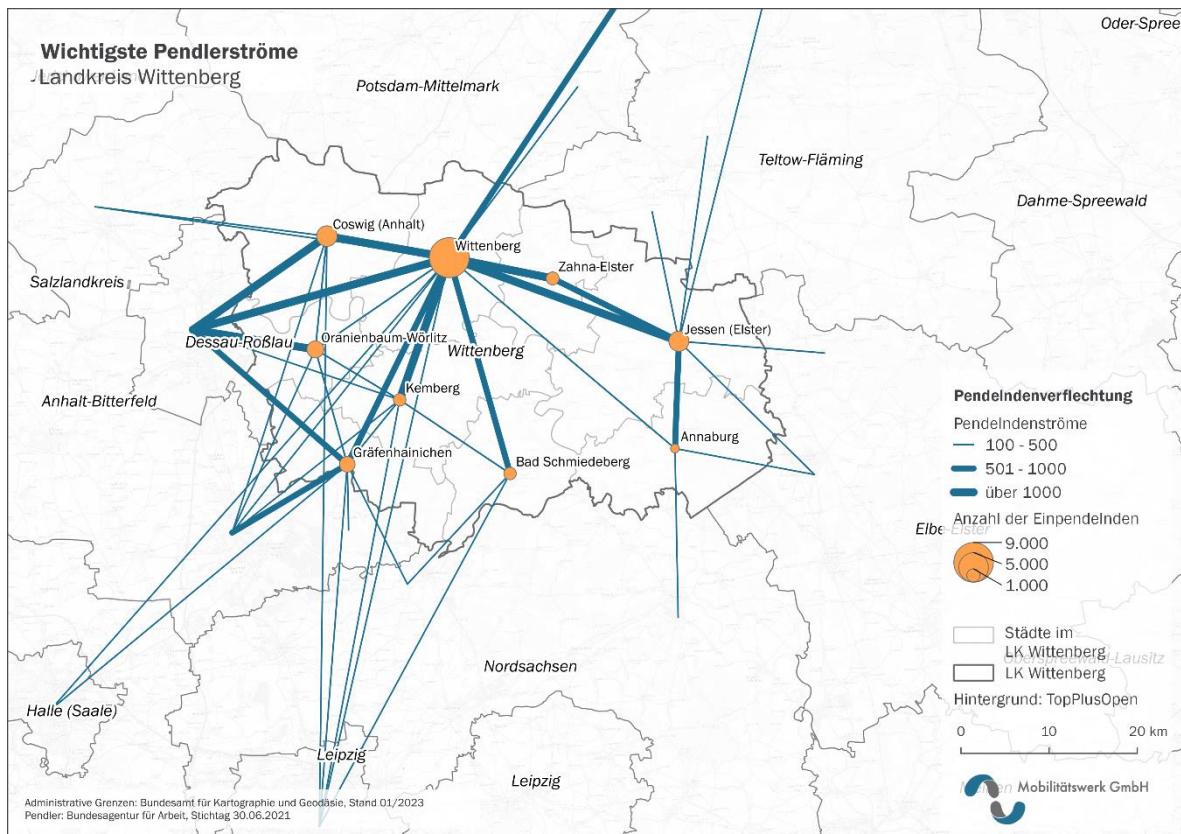 Wichtigste Pendlerströme
Landkreis Wittenberg
Oder-Spree
Potsdam-Mittelmark
Teltow-Fläming
Dahme-Spreewald
Coswig (Anhalt)
Wittenberg
Zahna-Elster
Salzlandkreis
Jessen (Elster)
Dessau-Roßlau
Oranienbaum-Wörlitz
Wittenberg
Anhalt-Bitterfeld
Kemberg
Annaburg
Gräfenhainichen
Bad Schmiedeberg
Pendelndenverflechtung
Pendelndenströme
100 - 500
501 - 1000
über 1000
Elbe-Elster
Anzahl der Einpendelnden
9.000
5.000
1.000
Städte im
LK Wittenberg
Oberspreewald-Lausitz
LK Wittenberg
Hintergrund: TopPlusOpen
Nordsachsen
Halle (Saale)
Leipzig
Leipzig
0 10 20 km
Mobilitätswerk GmbH
Administrative Grenzen: Bundesamt für Kartographie und Geodäsie, Stand 01/2023
Pendler: Bundesagentur für Arbeit, Stichtag 30.06.2021